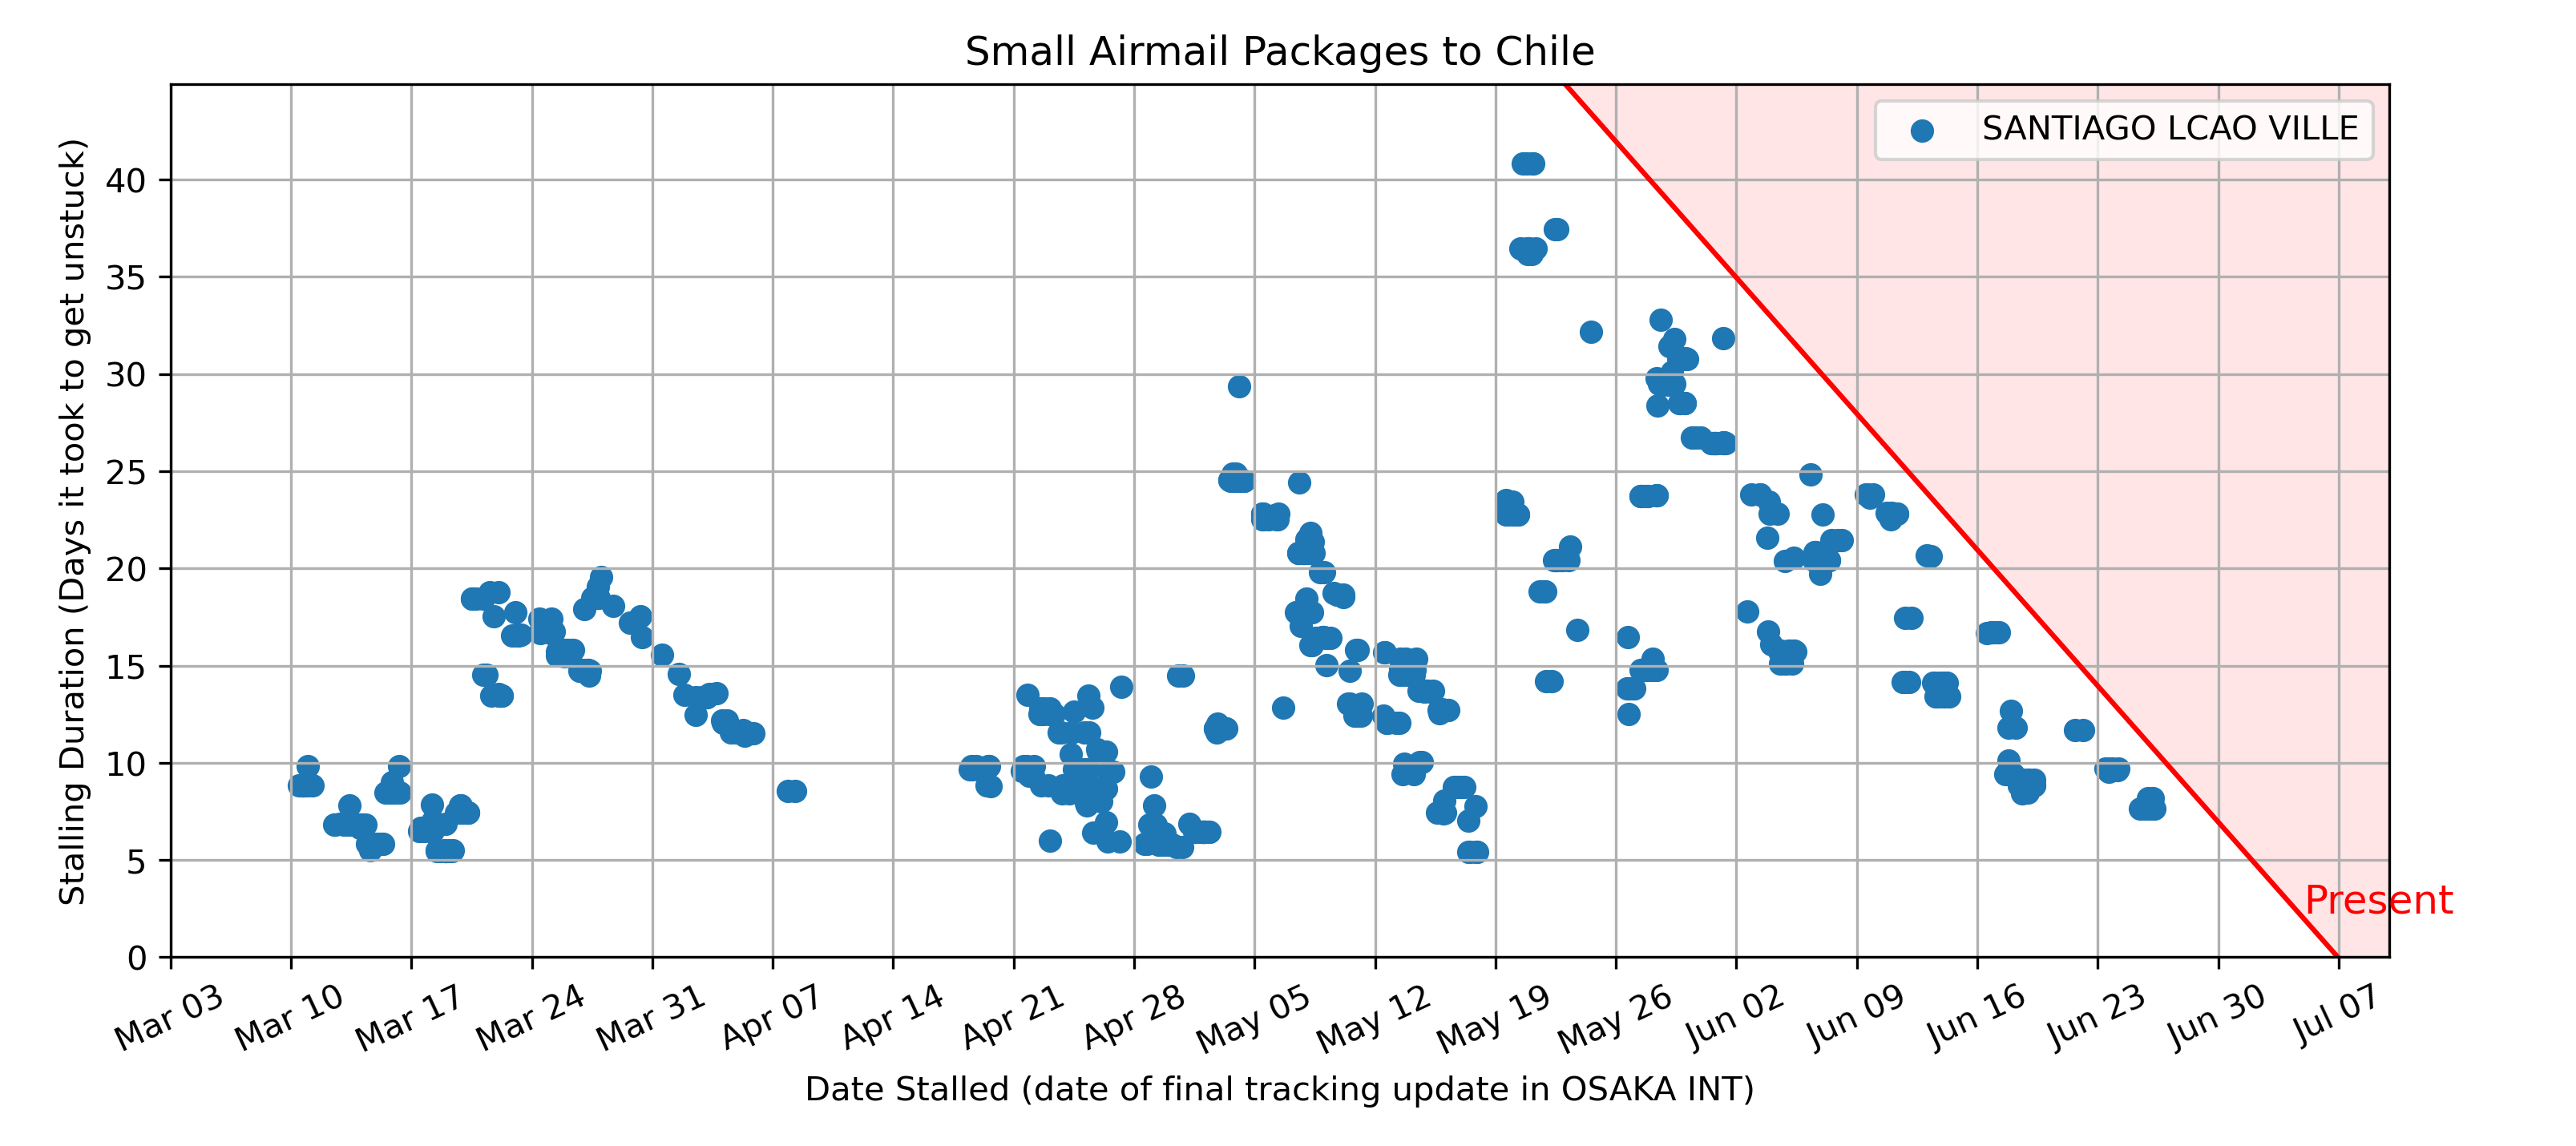 Small Airmail Packages to Chile
SANTIAGO LCAO VILLE
Stalling Duration (Days it took to get unstuck)
40
35
30
25
20
15
10
5
0
Present
Mar 03
Mar 10
Mar 17
Mar 24
Mar 31
Apr 07
Apr 14
Apr 21
Apr 28
May 05
May 12
May 19
May 26
Jun 02
Jun 09
Jun 16
Jun 23
Jun 30
Jul 07
Date Stalled (date of final tracking update in OSAKA INT)